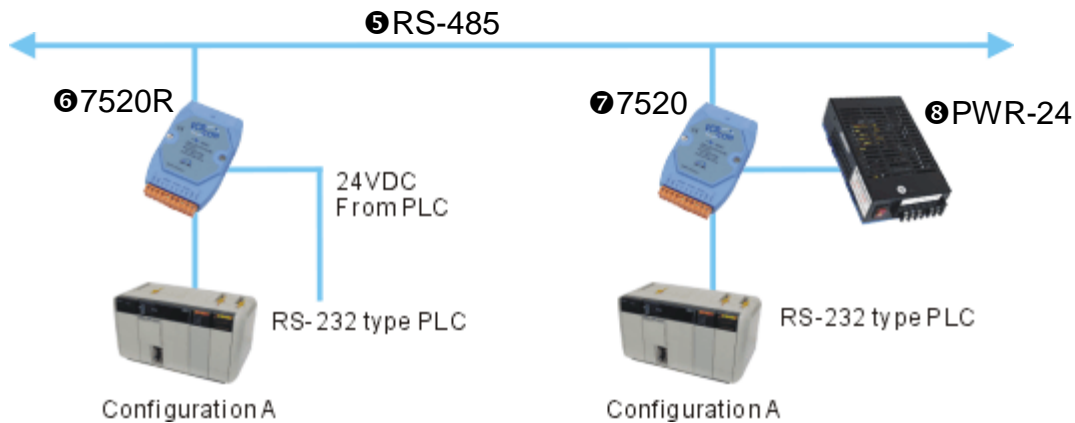 ❺RS-485
❻7520R
❼7520
❽PWR-24
24VDC
From PLC
RS-232 type PLC
RS-232 type PLC
Configuration A
Configuration A